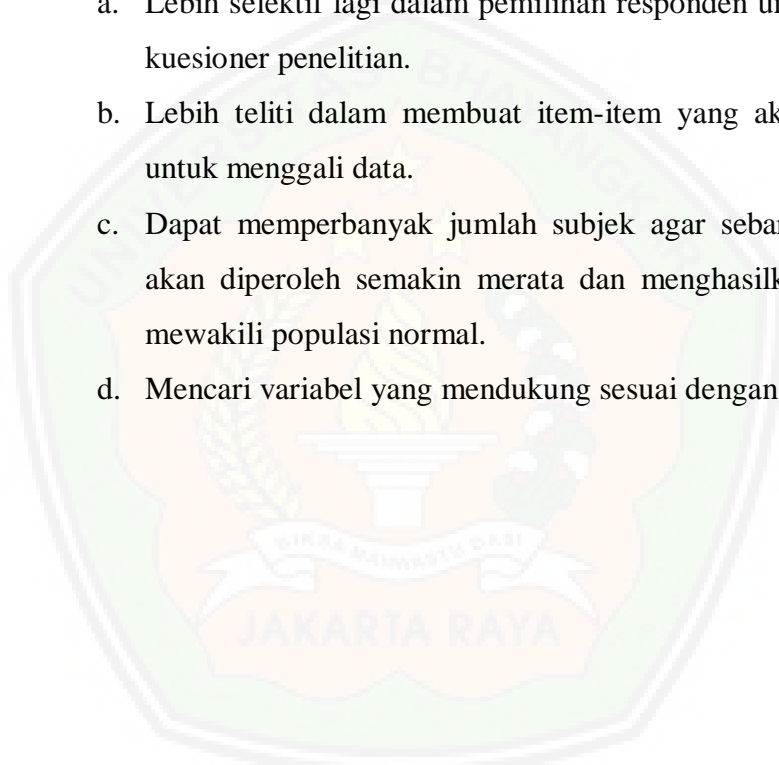 a. Lebih selektif lagi dalam pemilihan responden
kuesioner penelitian.
b. Lebih teliti dalam membuat item-item yang
untuk menggali data.
c. Dapat memperbanyak jumlah subjek agar
akan diperoleh semakin merata dan
mewakili populasi normal.
d. Mencari variabel yang mendukung sesuai dengan
UNIVERSITAS BHAYANGKARA
JAKARTA RAYA